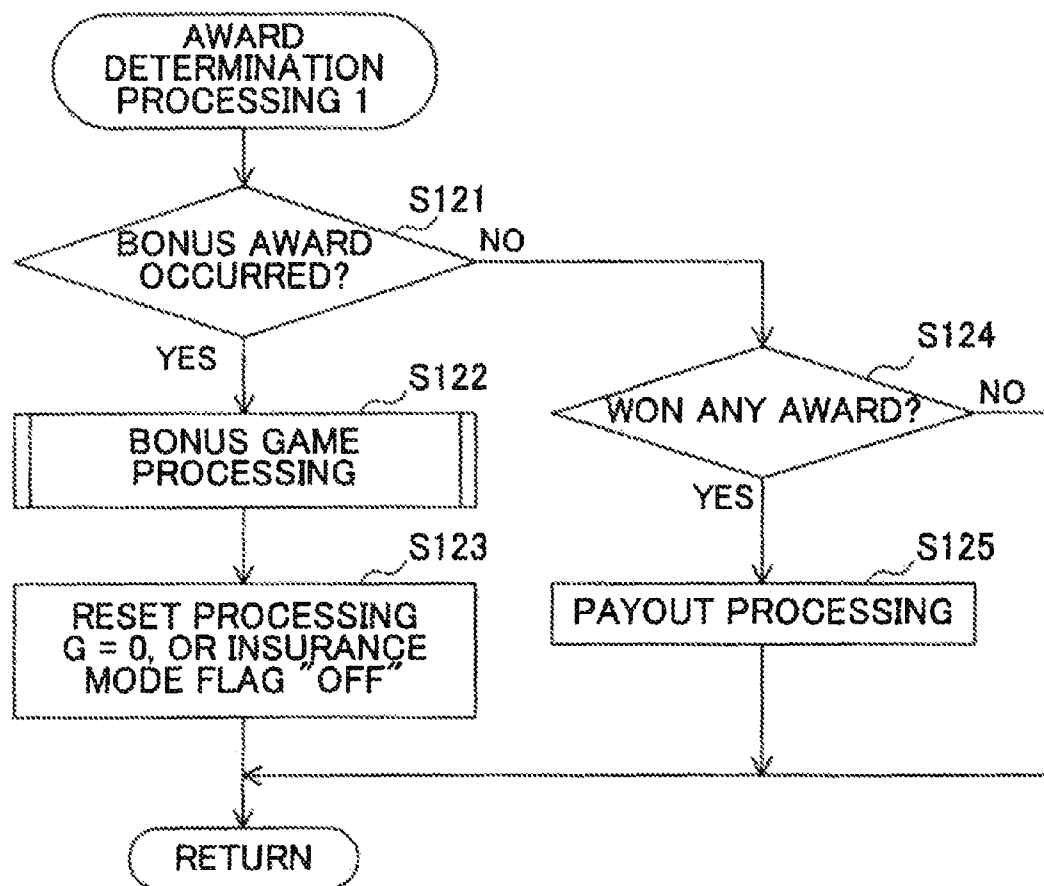 AWARD
DETERMINATION
PROCESSING 1
S121
BONUS AWARD
OCCURRED?
NO
YES
S122
BONUS GAME
PROCESSING
S123
RESET PROCESSING
G = 0, OR INSURANCE
MODE FLAG "OFF"
S124
WON ANY AWARD?
NO
YES
S125
PAYOUT PROCESSING
RETURN